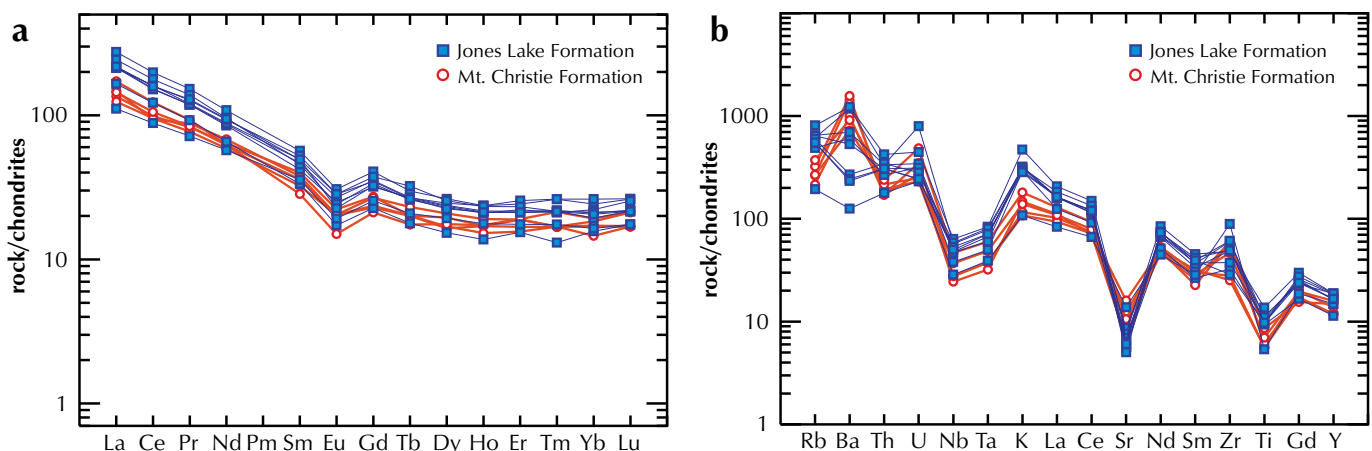 a
Jones Lake Formation
Mt. Christie Formation
rock/chondrites
100
10
1
La Ce Pr Nd Pm Sm Eu Gd Tb Dy Ho Er Tm Yb Lu
b
Jones Lake Formation
Mt. Christie Formation
rock/chondrites
1000
100
10
1
Rb Ba Th U Nb Ta K La Ce Sr Nd Sm Zr Ti Gd Y